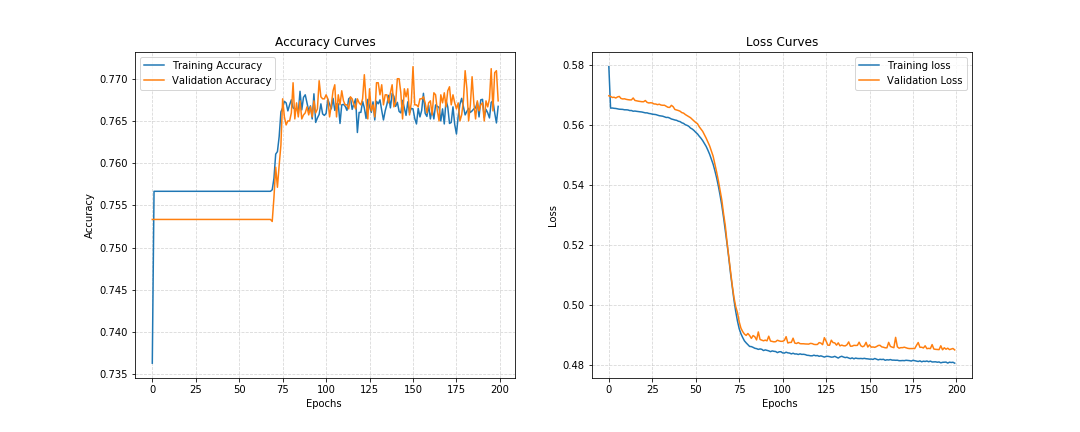 Accuracy Curves
Training Accuracy
Validation Accuracy
0.770
0.765
0.760
0.755
0.750
0.745
0.740
0.735
Accuracy
0 25 50 75 100 125 150 175 200
Epochs
Loss Curves
Training loss
Validation Loss
0.58
0.56
0.54
0.52
0.50
0.48
Loss
0 25 50 75 100 125 150 175 200
Epochs